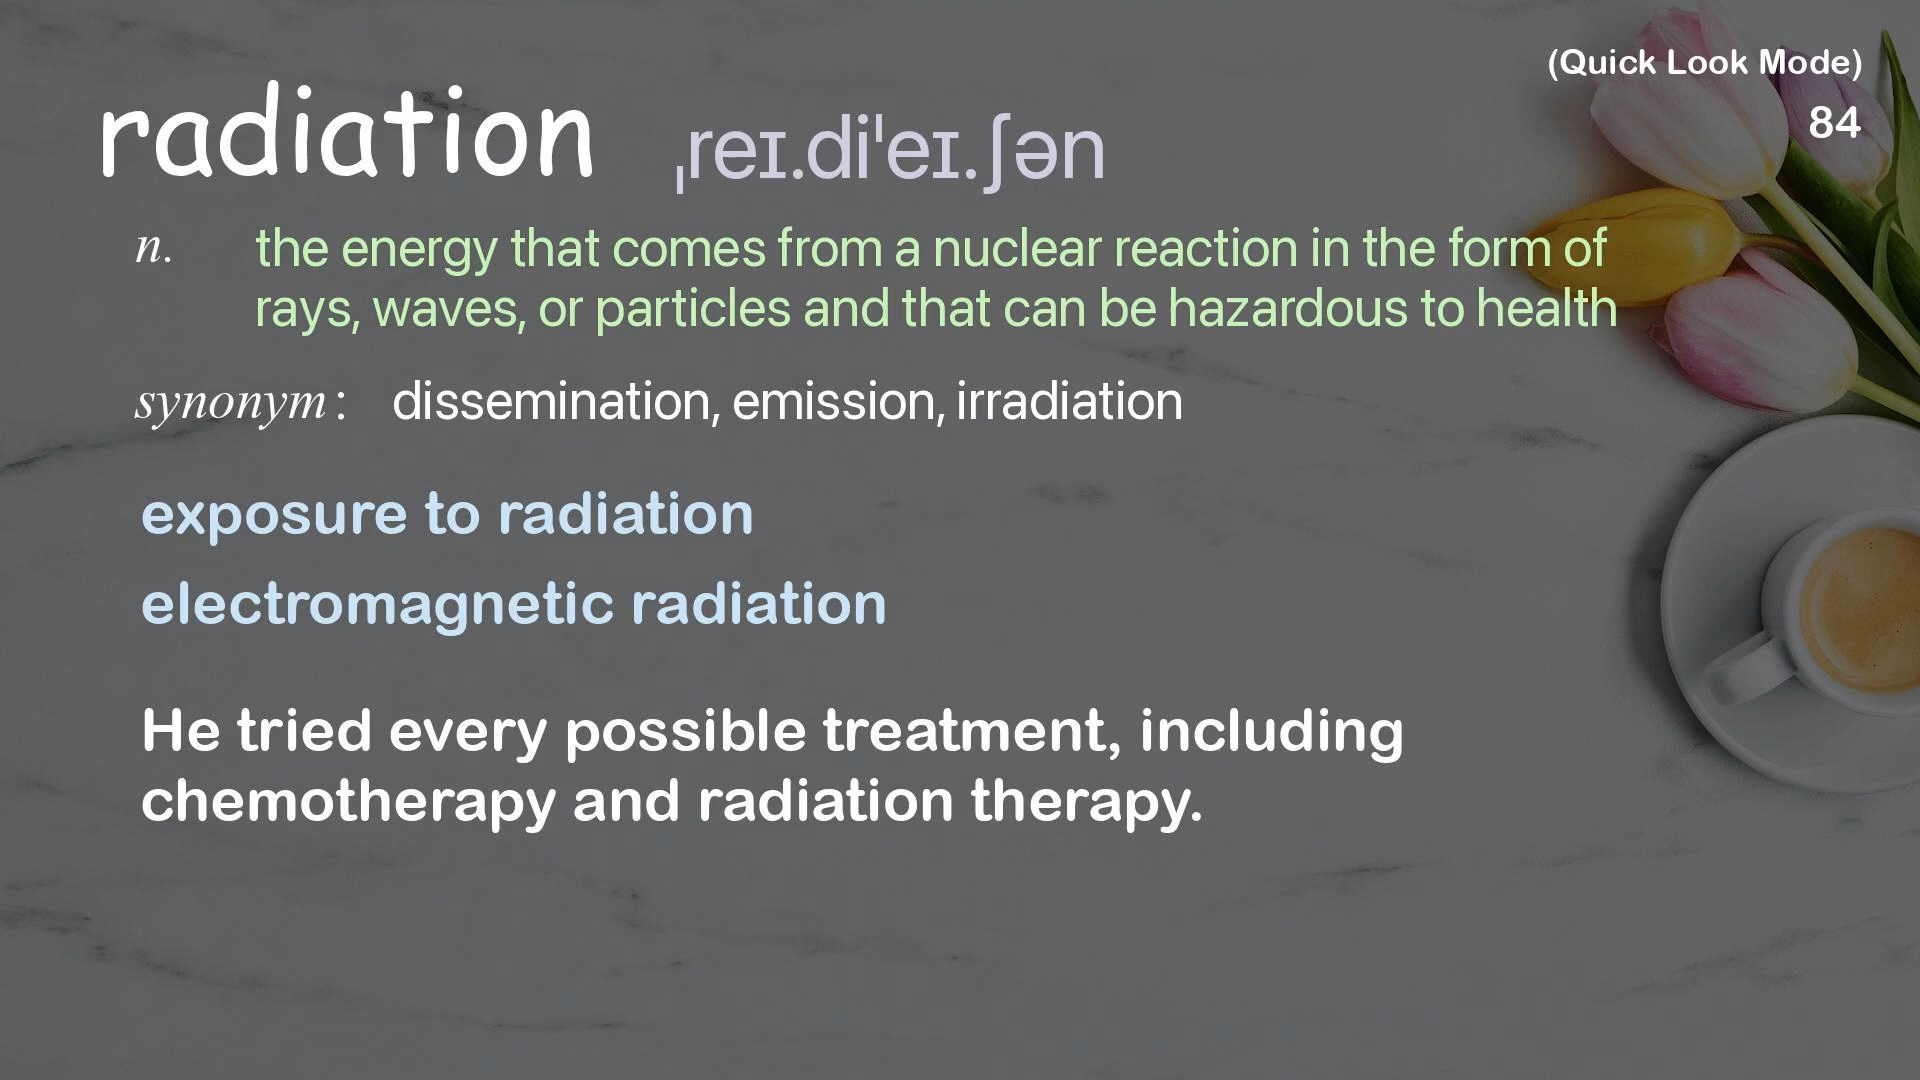 (Quick Look Mode)
84
radiation ˌreɪ.diˈeɪ.ʃən
n. the energy that comes from a nuclear reaction in the form of
rays, waves, or particles and that can be hazardous to health
synonym : dissemination, emission, irradiation
exposure to radiation
electromagnetic radiation
He tried every possible treatment, including
chemotherapy and radiation therapy.